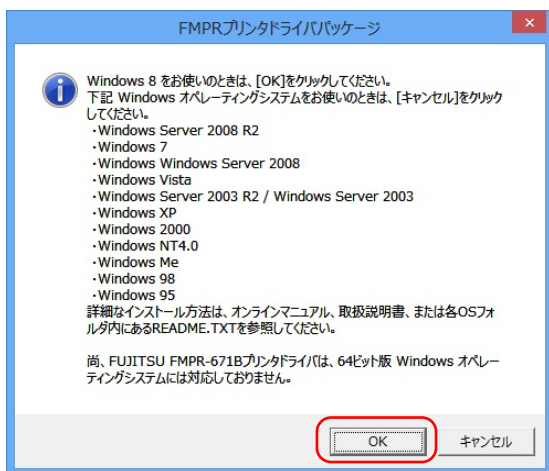 FMPRプリンタドライバパッケージ
Windows 8 をお使いのときは、[OK]をクリックしてください。
下記 Windows オペレーティングシステムをお使いのときは、[キャンセル]をクリック
してください。
・Windows Server 2008 R2
・Windows 7
・Windows Windows Server 2008
・Windows Vista
・Windows Server 2003 R2 / Windows Server 2003
・Windows XP
・Windows 2000
・Windows NT4.0
・Windows Me
・Windows 98
・Windows 95
詳細なインストール方法は、オンラインマニュアル、取扱説明書、または各OSフォ
ルダ内にあるREADME.TXTを参照してください。
尚、FUJITSU FMPR-671Bプリンタドライバは、64ビット版 Windows オペレー
ティングシステムには対応しておりません。
OK
キャンセル